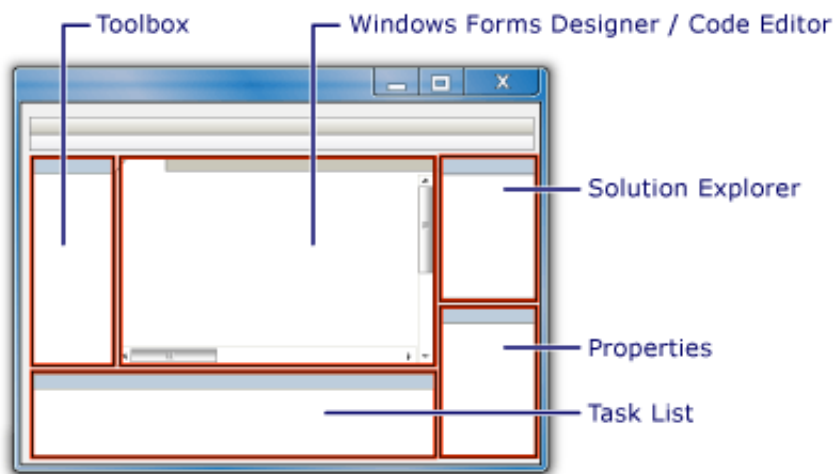 Toolbox
Windows Forms Designer / Code Editor
Solution Explorer
Properties
Task List